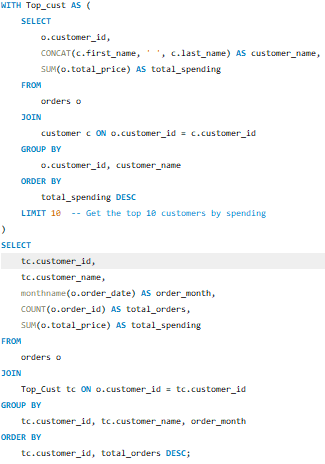 WITH Top_cust AS (
SELECT
o.customer_id,
CONCAT(c.first_name, ' ', c.last_name) AS customer_name,
SUM(o.total_price) AS total_spending
FROM
orders o
JOIN
customer c ON o.customer_id = c.customer_id
GROUP BY
o.customer_id, customer_name
ORDER BY
total_spending DESC
LIMIT 10  -- Get the top 10 customers by spending
)
SELECT
tc.customer_id,
tc.customer_name,
monthname(o.order_date) AS order_month,
COUNT(o.order_id) AS total_orders,
SUM(o.total_price) AS total_spending
FROM
orders o
JOIN
Top_Cust tc ON o.customer_id = tc.customer_id
GROUP BY
tc.customer_id, tc.customer_name, order_month
ORDER BY
tc.customer_id, total_orders DESC;